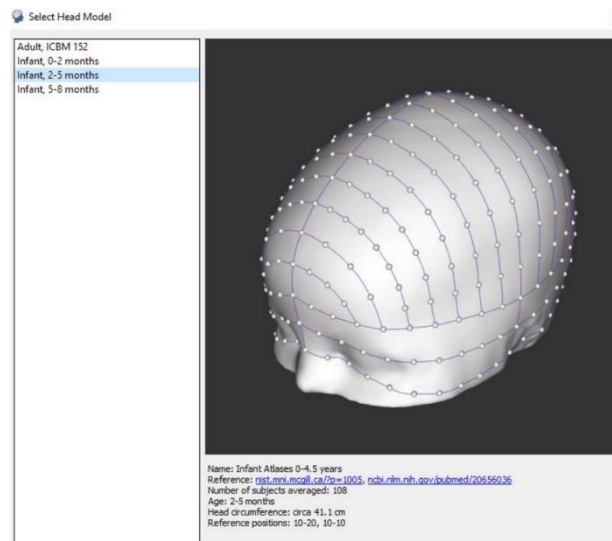 Select Head Model
Adult, ICBM 152
Infant, 0-2 months
Infant, 2-5 months
Infant, 5-8 months
Name: Infant Atlases 0-4.5 years
Reference: nist.mni.mcgill.ca/?p=1005, ncbi.nlm.nih.gov/pubmed/20656036
Number of subjects averaged: 108
Age: 2-5 months
Head circumference: circa 41.1 cm
Reference positions: 10-20, 10-10